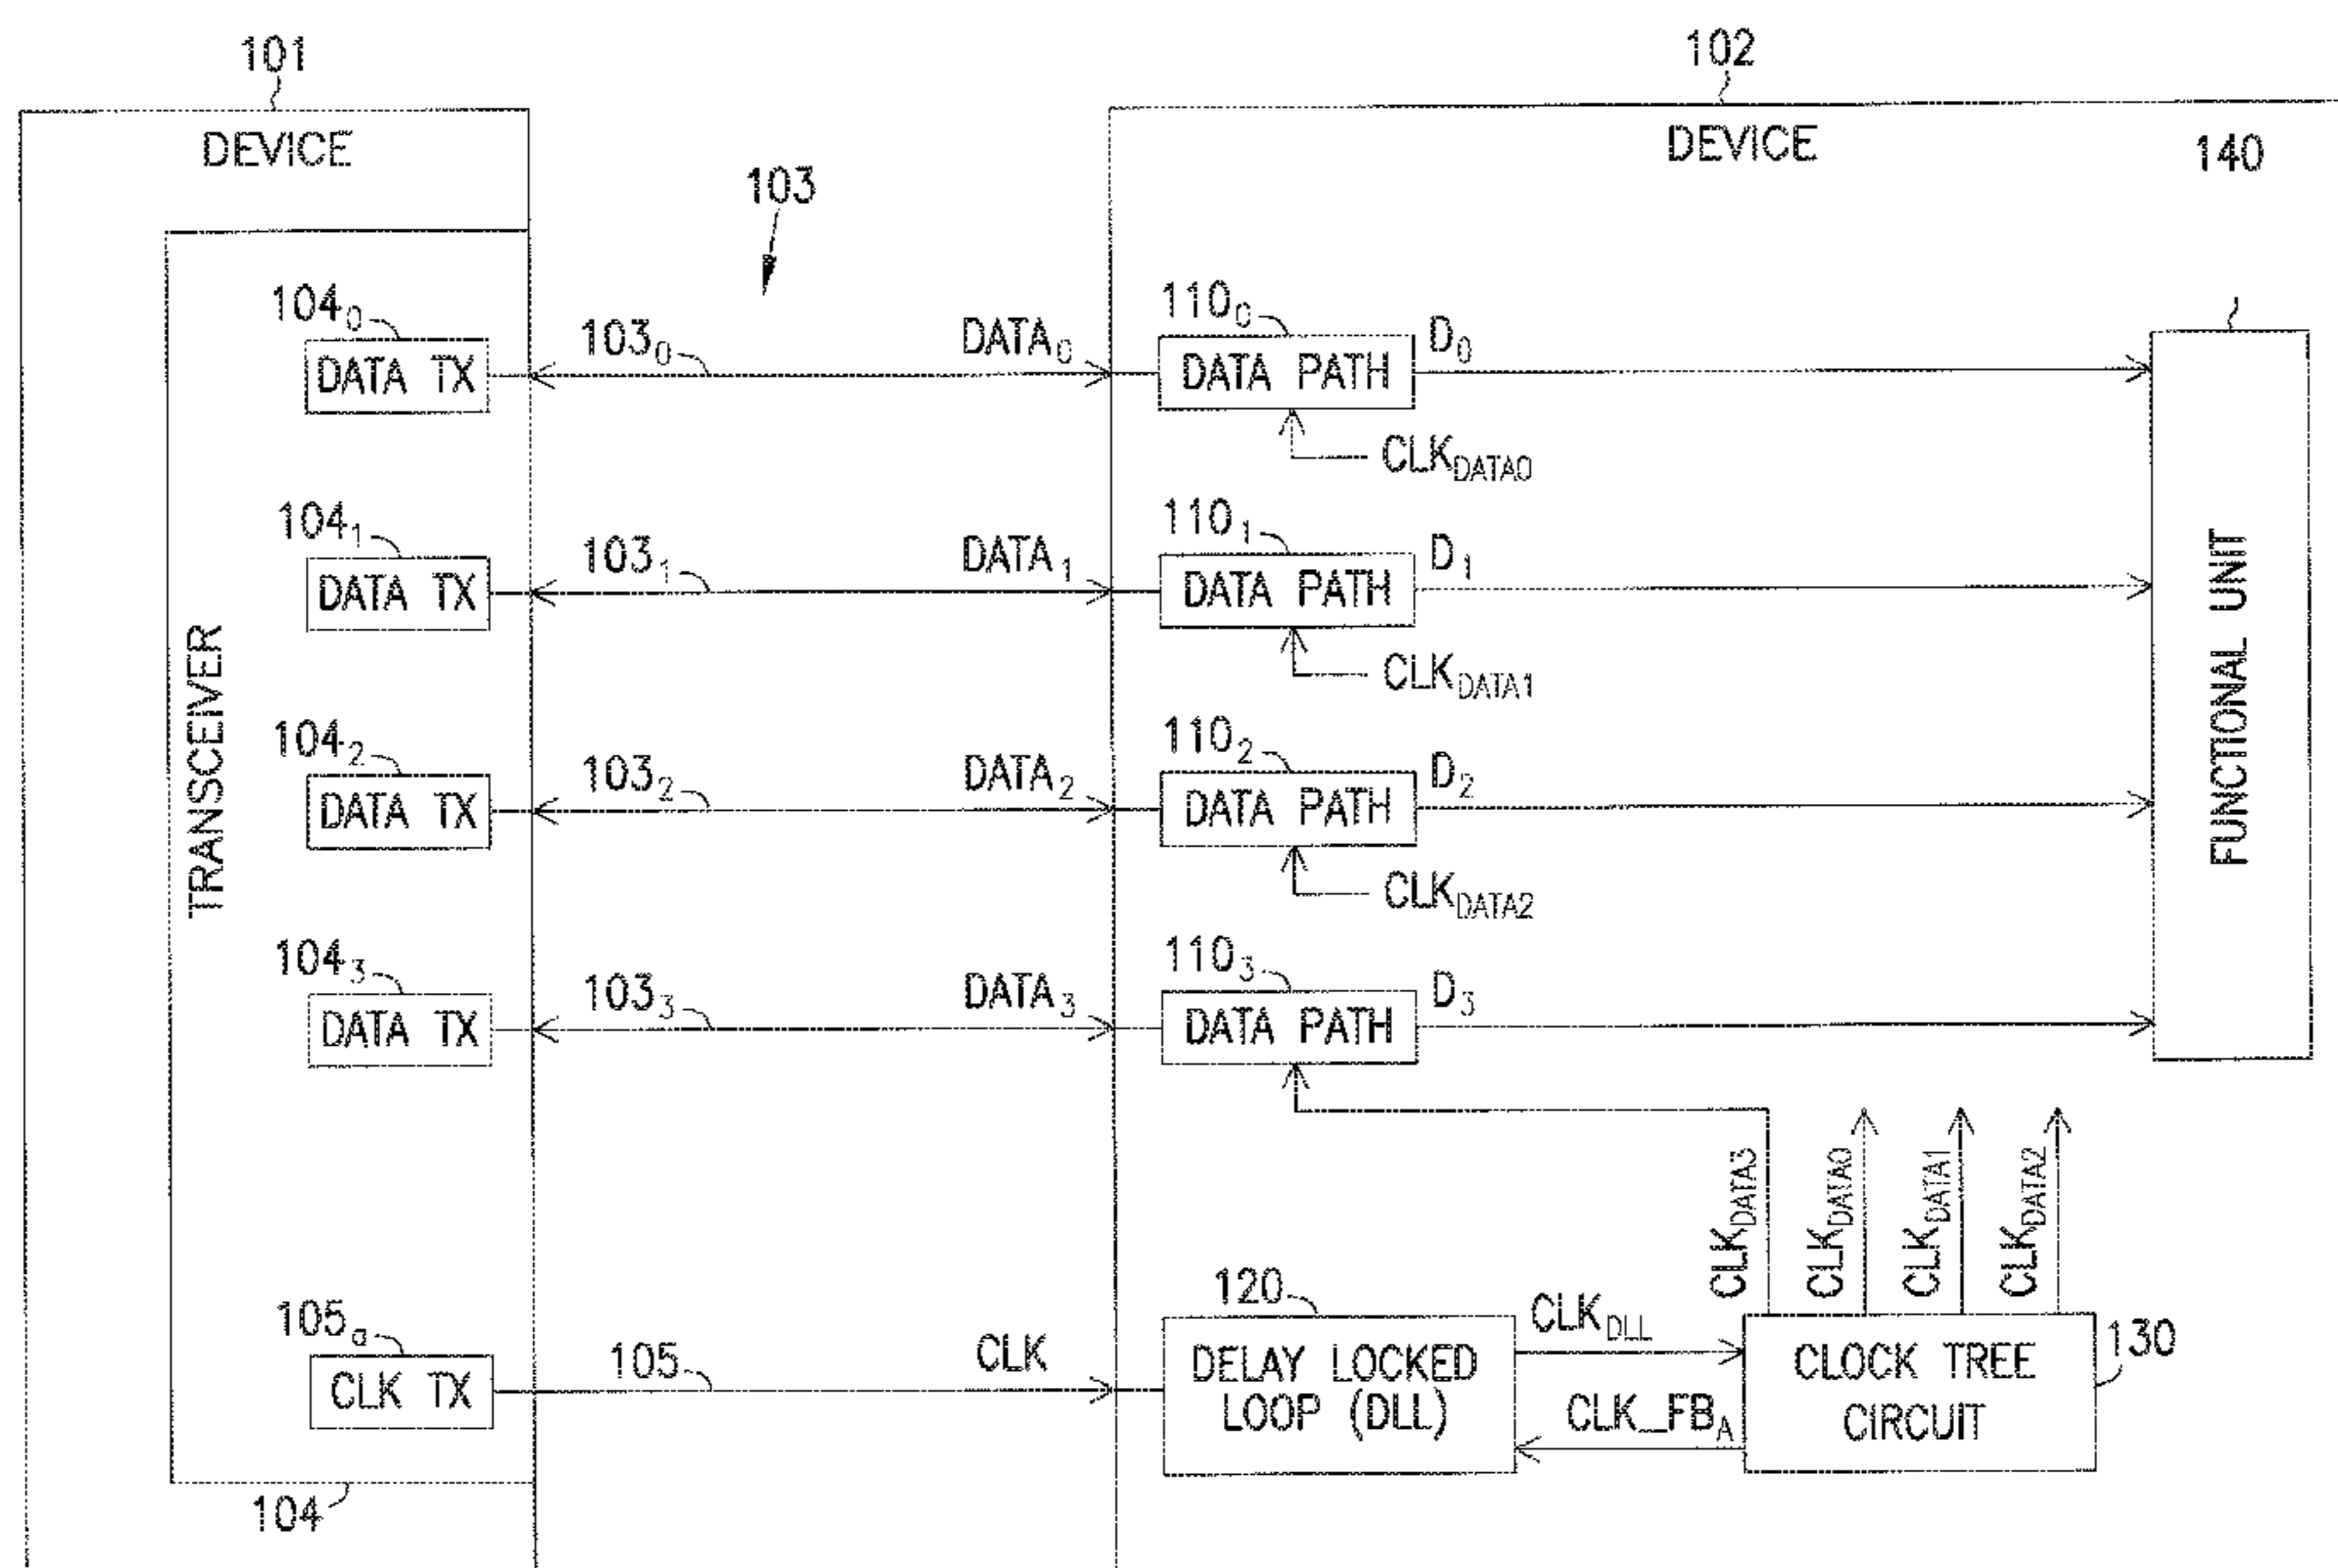 101
102
DEVICE
DEVICE
140
103
104₀
103₀
DATA₀
110₀
D₀
DATA TX
DATA PATH
CLK_DATA0
104₁
103₁
DATA₁
110₁
D₁
DATA TX
DATA PATH
CLK_DATA1
TRANSCEIVER
FUNCTIONAL UNIT
104₂
103₂
DATA₂
110₂
D₂
DATA TX
DATA PATH
CLK_DATA2
104₃
103₃
DATA₃
110₃
D₃
DATA TX
DATA PATH
CLK_DATA3
CLK_DATA0
CLK_DATA1
CLK_DATA2
105ₐ
CLK TX
105
CLK
120
DELAY LOCKED
LOOP (DLL)
CLK_DLL
CLK_FB_A
CLOCK TREE
CIRCUIT
130
104